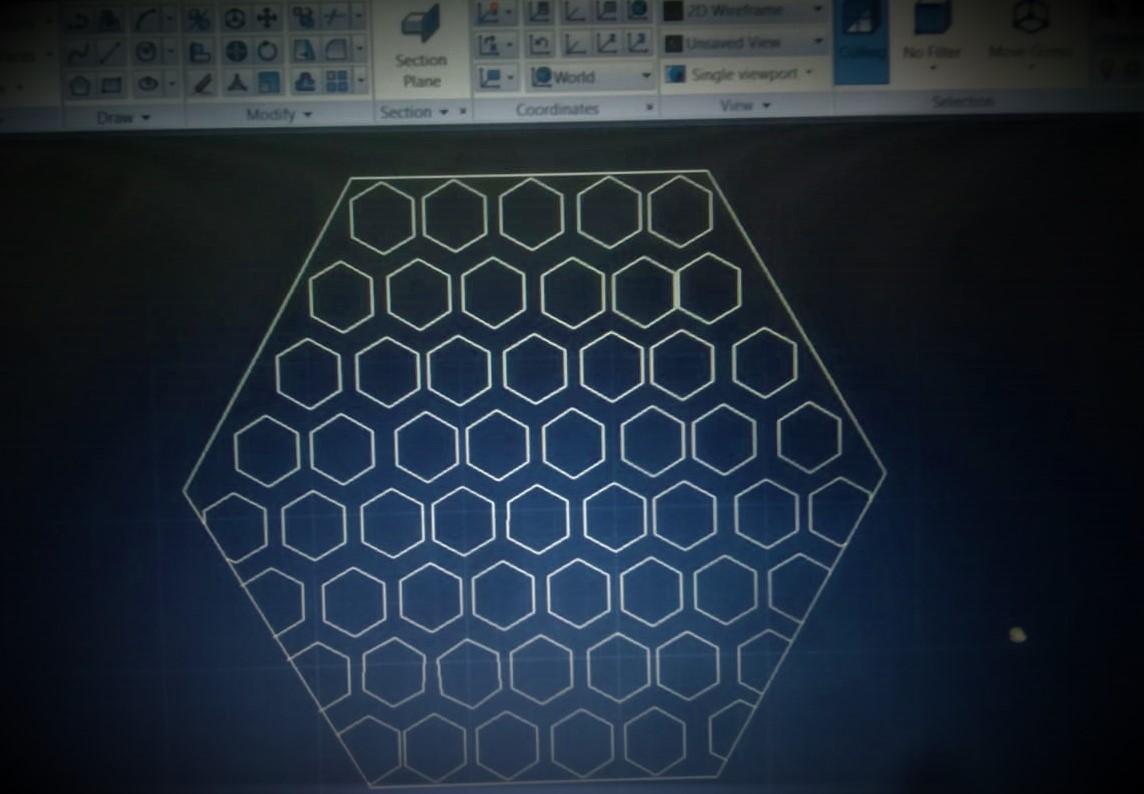 2D Wireframe
Unsaved View
Section
Plane
Culling
No Filter
Move Gizmo
World
Single viewport
Draw
Modify
Section
Coordinates
View
Selection